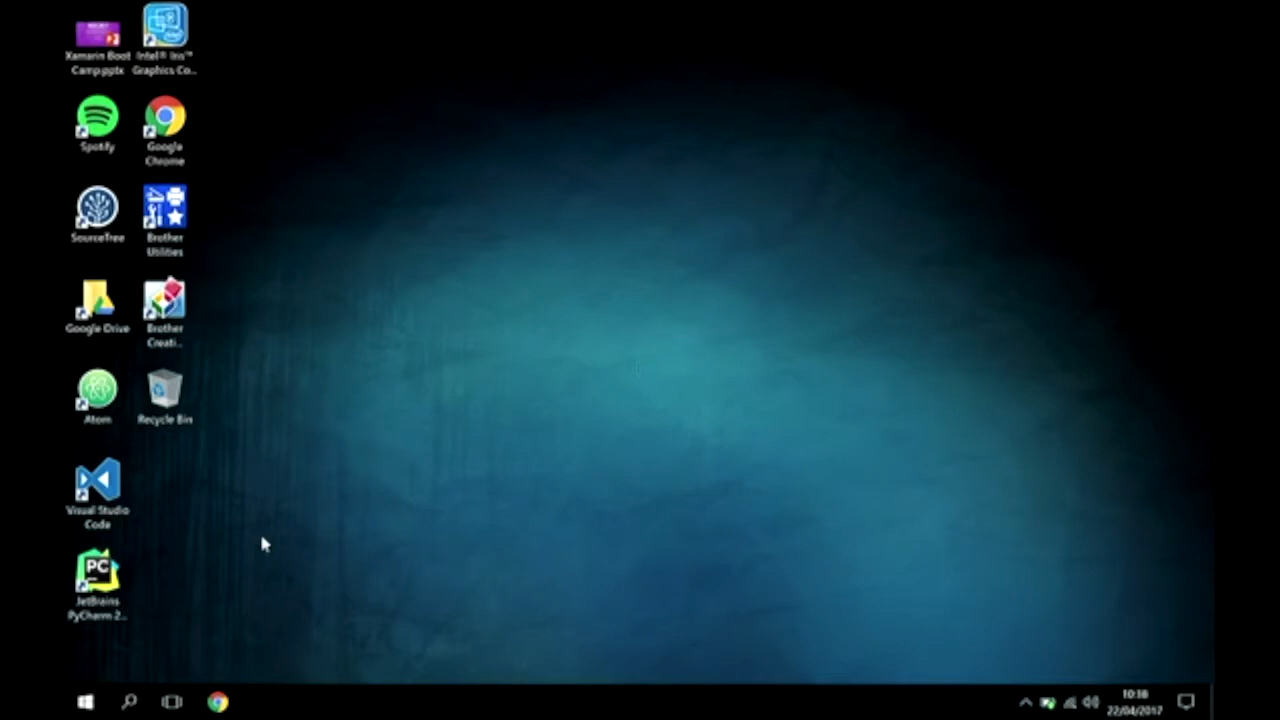 Xamarin Boot
Camp.pptx
Intel® Iris™
Graphics Co...
Spotify
Google
Chrome
SourceTree
Brother
Utilities
Google Drive
Brother
Creati...
Atom
Recycle Bin
Visual Studio
Code
PC
JetBrains
PyCharm 2...
10:38
22/04/2017